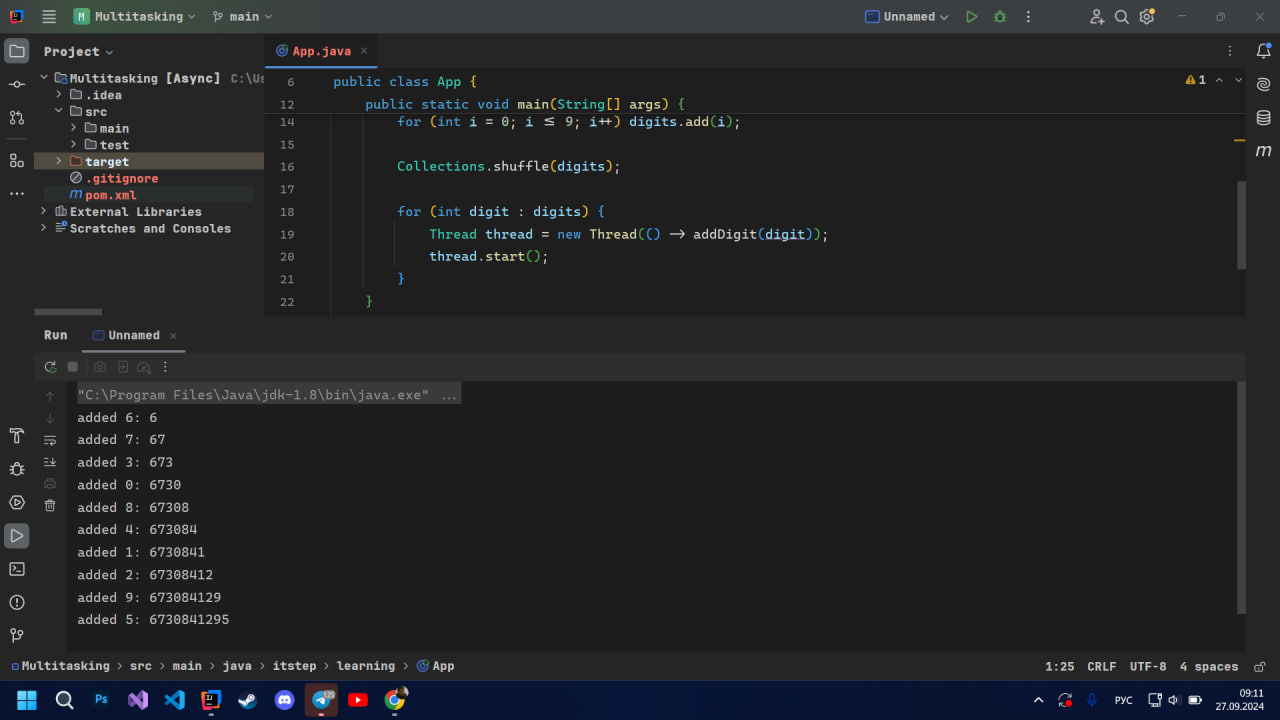 M Multitasking
main
Unnamed
Project
App.java
Multitasking [Async] C:\Us
.idea
src
main
test
target
.gitignore
pom.xml
External Libraries
Scratches and Consoles
6 public class App {
1
12 public static void main(String[] args) {
14 for (int i = 0; i ≤ 9; i++) digits.add(i);
15
16 Collections.shuffle(digits);
17
18 for (int digit : digits) {
19 Thread thread = new Thread(() -> addDigit(digit));
20 thread.start();
21 }
22 }
Run Unnamed
"C:\Program Files\Java\jdk-1.8\bin\java.exe" ...
added 6: 6
added 7: 67
added 3: 673
added 0: 6730
added 8: 67308
added 4: 673084
added 1: 6730841
added 2: 67308412
added 9: 673084129
added 5: 6730841295
Multitasking > src > main > java > itstep > learning > App
1:25 CRLF UTF-8 4 spaces
Ps
125
РУС
09:11
27.09.2024